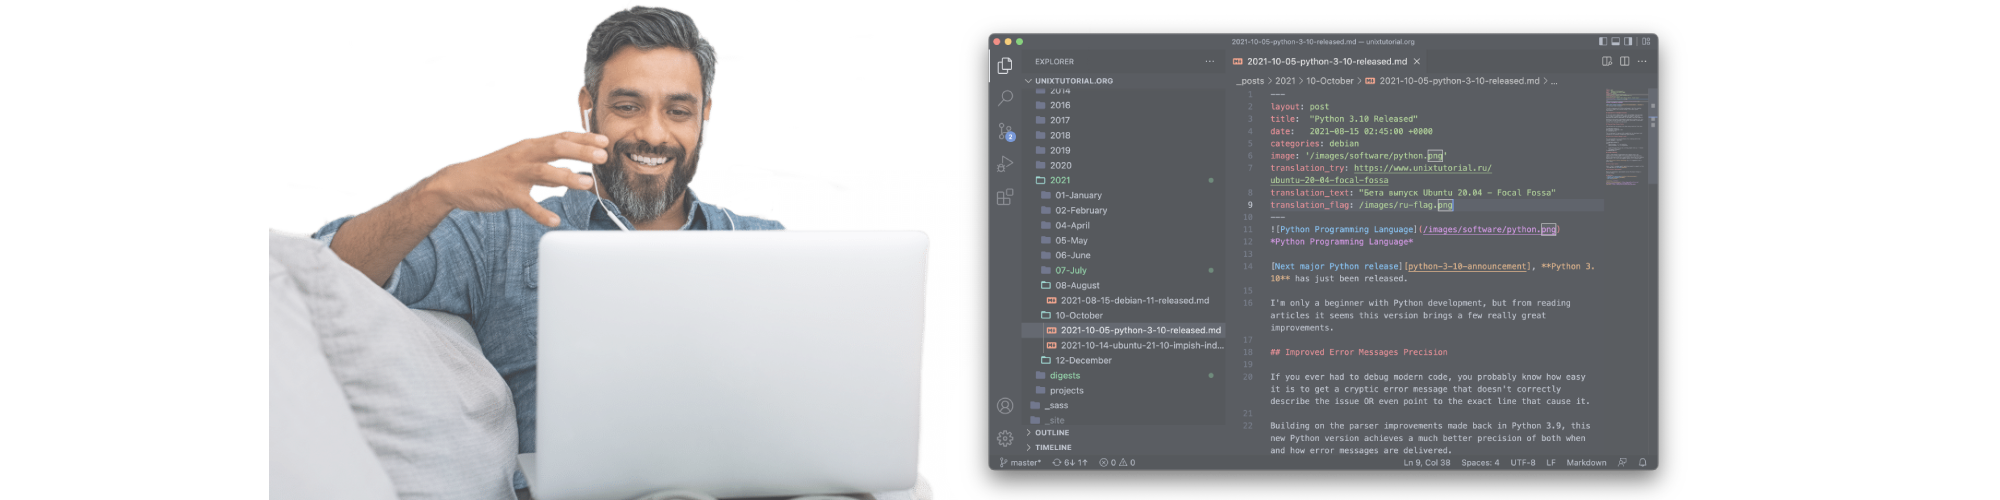 2021-10-05-python-3-10-released.md — unixtutorial.org
EXPLORER
UNIXTUTORIAL.ORG
2014
2016
2017
2018
2019
2020
2021
01-January
02-February
04-April
05-May
06-June
07-July
08-August
2021-08-15-debian-11-released.md
10-October
2021-10-05-python-3-10-released.md
2021-10-14-ubuntu-21-10-impish-ind...
12-December
digests
projects
_sass
_site
OUTLINE
TIMELINE
2
2021-10-05-python-3-10-released.md
_posts > 2021 > 10-October > 2021-10-05-python-3-10-released.md > ...
1 ---
2 layout: post
3 title: "Python 3.10 Released"
4 date: 2021-08-15 02:45:00 +0000
5 categories: debian
6 image: '/images/software/python.png'
7 translation_try: https://www.unixtutorial.ru/
ubuntu-20-04-focal-fossa
8 translation_text: "Бета выпуск Ubuntu 20.04 - Focal Fossa"
9 translation_flag: /images/ru-flag.png
10 ---
11 ![Python Programming Language](/images/software/python.png)
12 *Python Programming Language*
13
14 [Next major Python release][python-3-10-announcement], **Python 3.
10** has just been released.
15
16 I'm only a beginner with Python development, but from reading
articles it seems this version brings a few really great
improvements.
17
18 ## Improved Error Messages Precision
19
20 If you ever had to debug modern code, you probably know how easy
it is to get a cryptic error message that doesn't correctly
describe the issue OR even point to the exact line that cause it.
21
22 Building on the parser improvements made back in Python 3.9, this
new Python version achieves a much better precision of both when
and how error messages are delivered.
master* 6↓ 1↑ 0 0
Ln 9, Col 38 Spaces: 4 UTF-8 LF Markdown